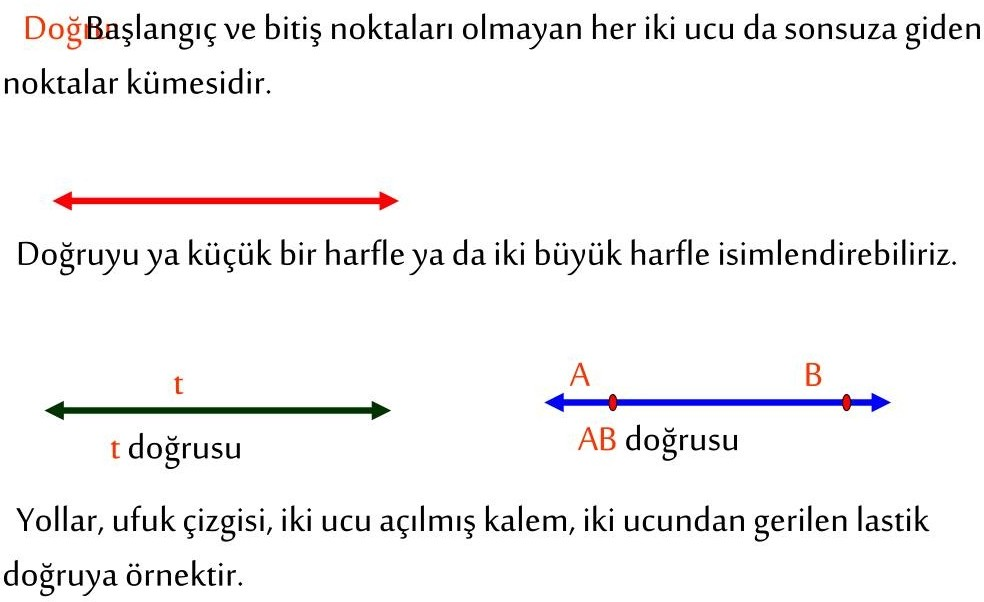 Doğru Başlangıç ve bitiş noktaları olmayan her iki ucu da sonsuza giden
noktalar kümesidir.
Doğruyu ya küçük bir harfle ya da iki büyük harfle isimlendirebiliriz.
t
A B
t doğrusu
AB doğrusu
Yollar, ufuk çizgisi, iki ucu açılmış kalem, iki ucundan gerilen lastik
doğruya örnektir.